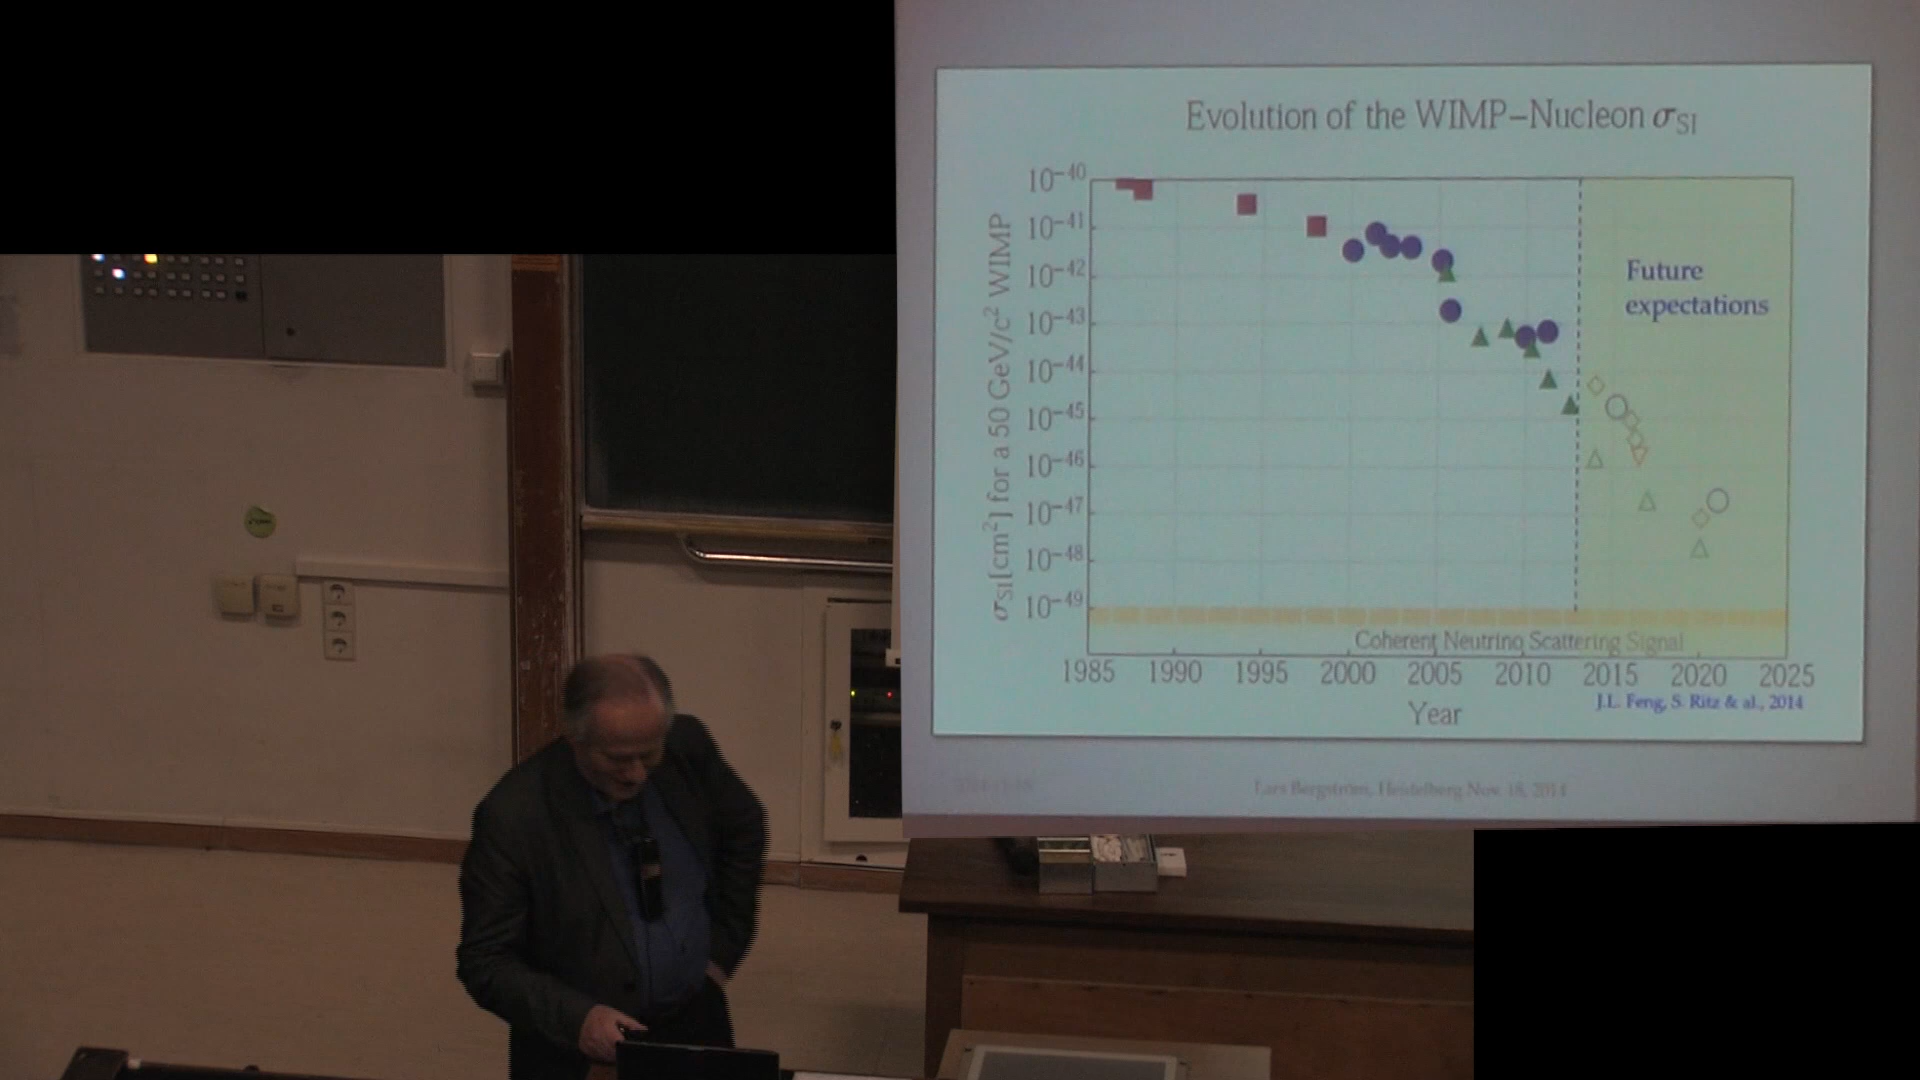 Evolution of the WIMP–Nucleon σSI
10−40
10−41
10−42
10−43
10−44
10−45
10−46
10−47
10−48
10−49
σSI[cm2] for a 50 GeV/c2 WIMP
Future
expectations
Coherent Neutrino Scattering Signal
1985 1990 1995 2000 2005 2010 2015 2020 2025
Year
J.L. Feng, S. Ritz & al., 2014
Lars Bergström, Heidelberg Nov. 18, 2014